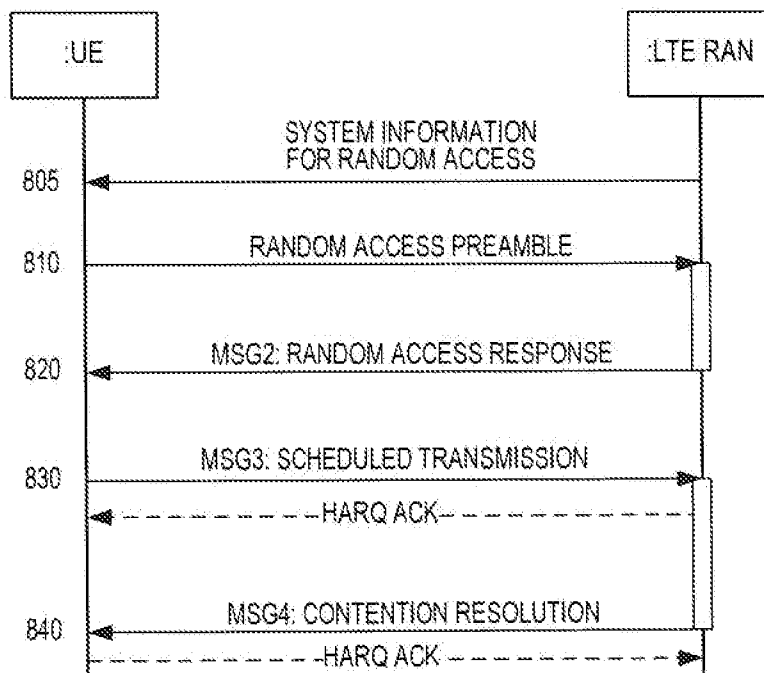 :UE
:LTE RAN
SYSTEM INFORMATION
FOR RANDOM ACCESS
805
RANDOM ACCESS PREAMBLE
810
MSG2: RANDOM ACCESS RESPONSE
820
MSG3: SCHEDULED TRANSMISSION
830
HARQ ACK
MSG4: CONTENTION RESOLUTION
840
HARQ ACK